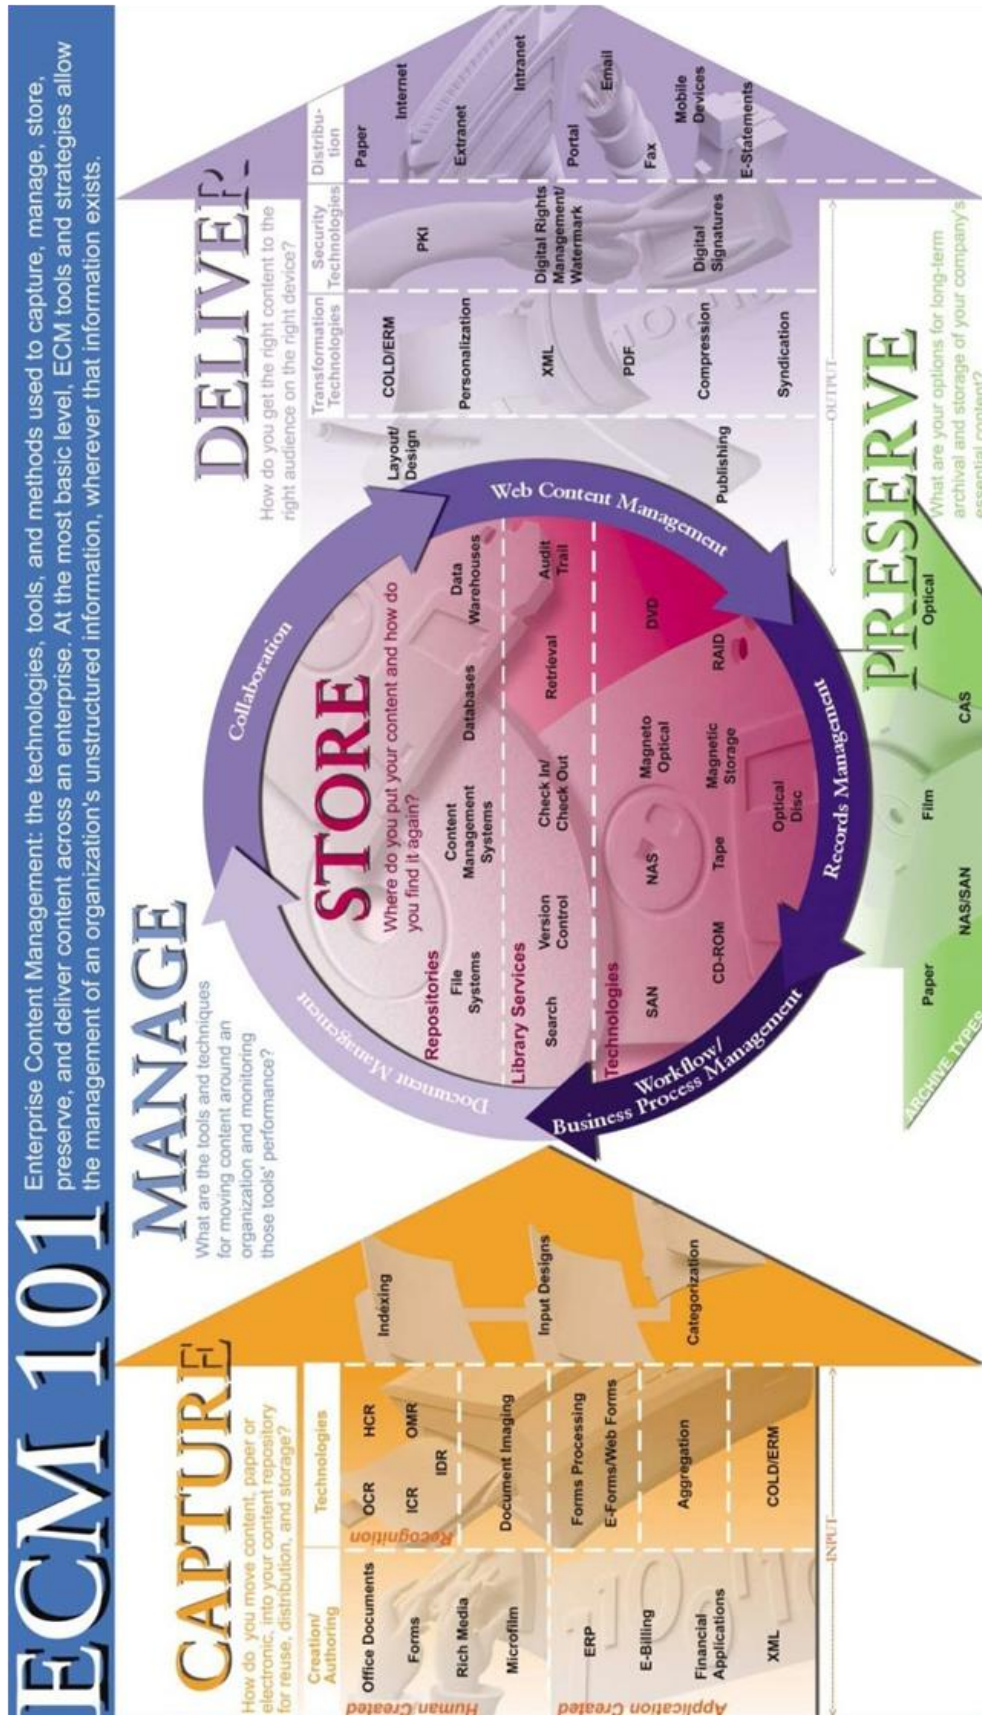 ECM 101
Enterprise Content Management: the technologies, tools, and methods used to capture, manage, store,
preserve, and deliver content across an enterprise. At the most basic level, ECM tools and strategies allow
the management of an organization's unstructured information, wherever that information exists.
CAPTURE
How do you move content, paper or
electronic, into your content repository
for reuse, distribution, and storage?
Creation/
Authoring
Technologies
Human Created
Office Documents
Forms
Rich Media
Microfilm
Application Created
ERP
E-Billing
Financial
Applications
XML
Recognition
OCR
HCR
ICR
OMR
IDR
Document Imaging
Forms Processing
E-Forms/Web Forms
Aggregation
COLD/ERM
Indexing
Input Designs
Categorization
INPUT
MANAGE
What are the tools and techniques
for moving content around an
organization and monitoring
those tools' performance?
Document Management
Collaboration
Web Content Management
Records Management
Workflow/
Business Process Management
STORE
Where do you put your content and how do
you find it again?
Repositories
File
Systems
Content
Management
Systems
Databases
Data
Warehouses
Library Services
Search
Version
Control
Check In/
Check Out
Retrieval
Audit
Trail
Technologies
SAN
NAS
Magneto
Optical
DVD
CD-ROM
Tape
Magnetic
Storage
RAID
Optical
Disc
DELIVER
How do you get the right content to the
right audience on the right device?
Transformation
Technologies
Security
Technologies
Distribu-
tion
Layout/
Design
Publishing
COLD/ERM
Personalization
XML
PDF
Compression
Syndication
PKI
Digital Rights
Management/
Watermark
Digital
Signatures
Paper
Internet
Extranet
Intranet
Portal
Email
Fax
Mobile
Devices
E-Statements
OUTPUT
PRESERVE
What are your options for long-term
archival and storage of your company's
essential content?
ARCHIVE TYPES
Paper
Film
Optical
NAS/SAN
CAS